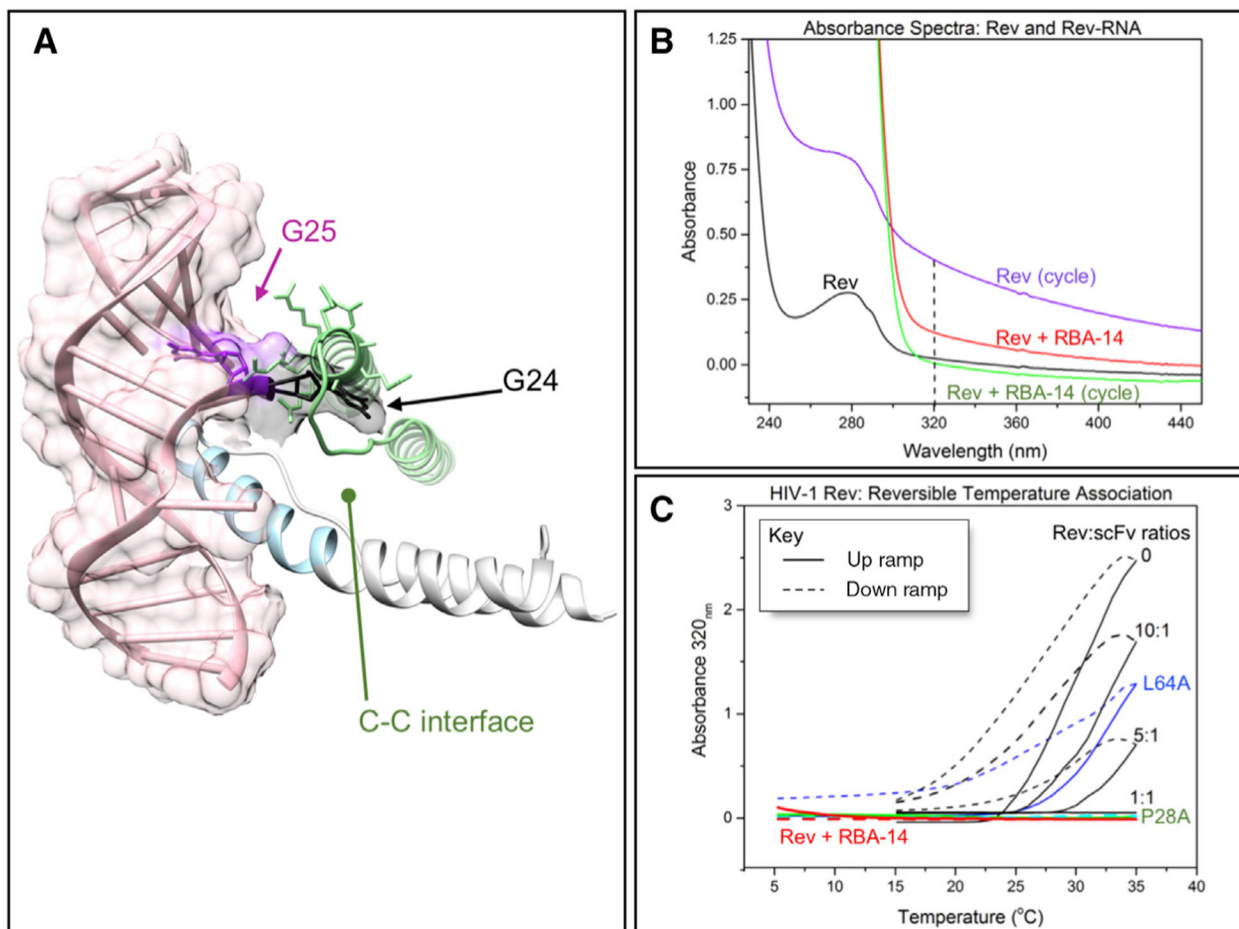 A
G25
G24
C-C interface
B
Absorbance Spectra: Rev and Rev-RNA
Absorbance
1.25
1.00
0.75
0.50
0.25
0.00
Rev
Rev (cycle)
Rev + RBA-14
Rev + RBA-14 (cycle)
240 280 320 360 400 440
Wavelength (nm)
C
HIV-1 Rev: Reversible Temperature Association
Key
Up ramp
Down ramp
Rev:scFv ratios
0
10:1
L64A
5:1
1:1
P28A
Rev + RBA-14
Absorbance 320nm
3
2
1
0
5 10 15 20 25 30 35 40
Temperature (°C)